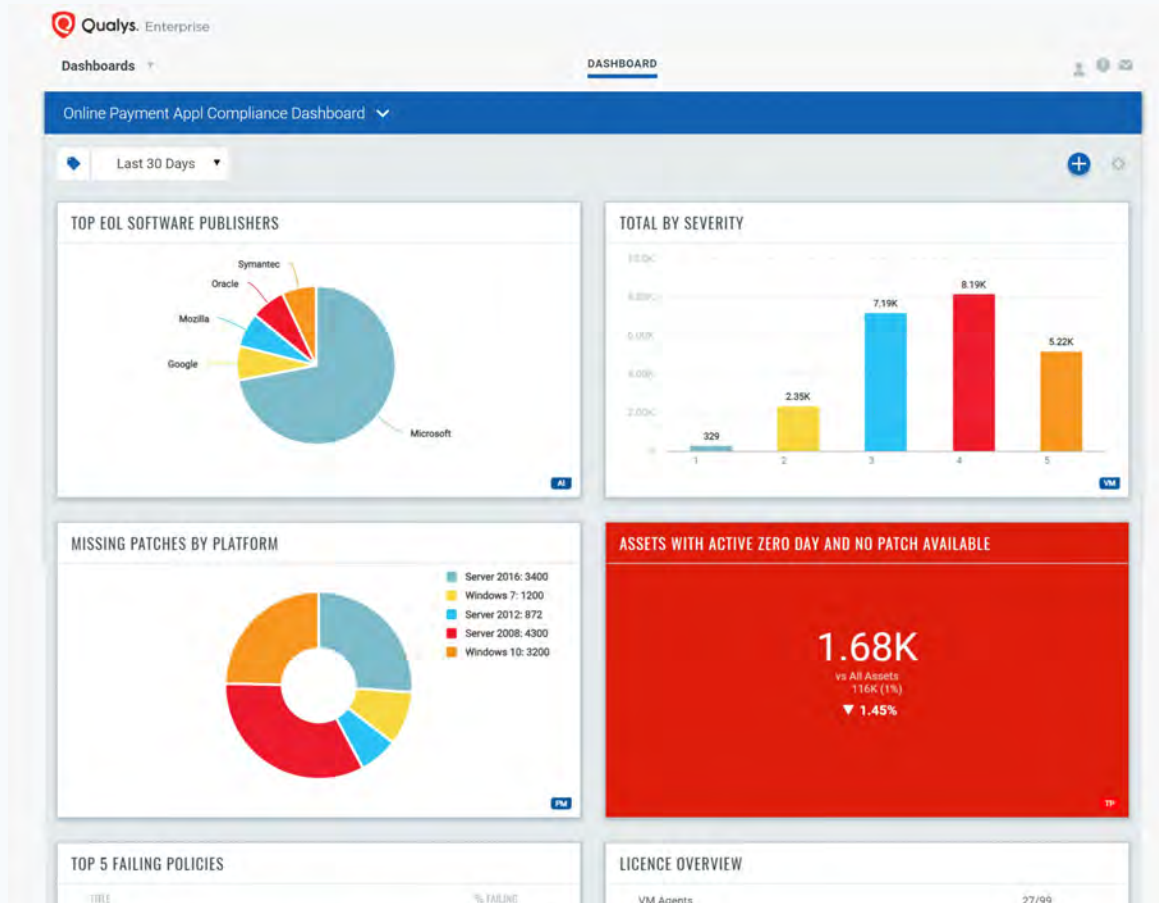 Qualys. Enterprise
Dashboards
DASHBOARD
Online Payment Appl Compliance Dashboard
Last 30 Days
TOP EOL SOFTWARE PUBLISHERS
Symantec
Oracle
Mozilla
Google
Microsoft
AI
TOTAL BY SEVERITY
10.0K
8.00K
6.00K
4.00K
2.00K
0
329
2.35K
7.19K
8.19K
5.22K
1 2 3 4 5
VM
MISSING PATCHES BY PLATFORM
Server 2016: 3400
Windows 7: 1200
Server 2012: 872
Server 2008: 4300
Windows 10: 3200
PM
ASSETS WITH ACTIVE ZERO DAY AND NO PATCH AVAILABLE
1.68K
vs All Assets
116K (1%)
▼ 1.45%
TP
TOP 5 FAILING POLICIES
TITLE % FAILING
LICENCE OVERVIEW
VM Agents 27/99